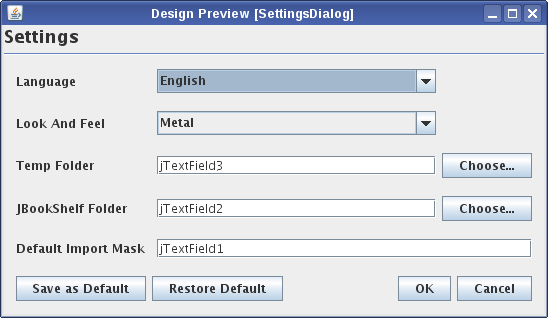 Design Preview [SettingsDialog]
Settings
Language English
Look And Feel Metal
Temp Folder jTextField3 Choose...
JBookShelf Folder jTextField2 Choose...
Default Import Mask jTextField1
Save as Default Restore Default OK Cancel